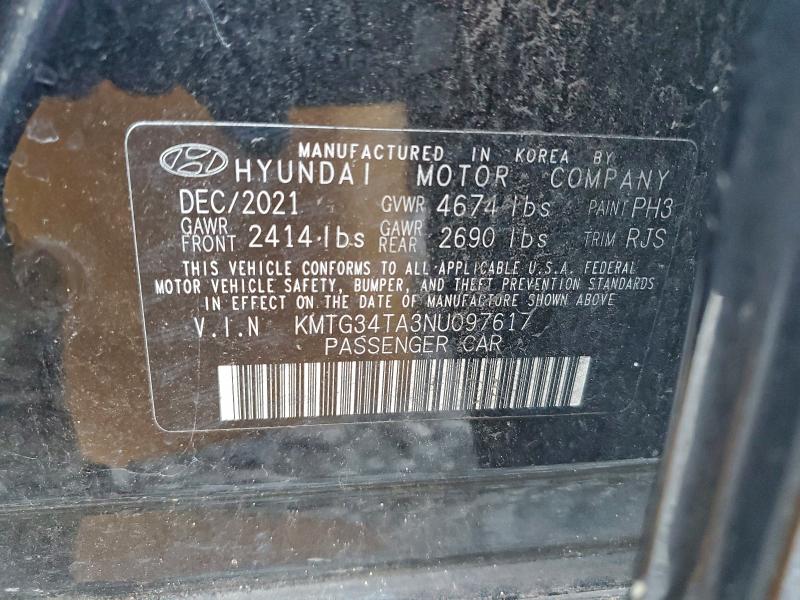 MANUFACTURED IN KOREA BY
HYUNDAI MOTOR COMPANY
DEC/2021 GVWR 4674 lbs PAINT PH3
GAWR FRONT 2414 lbs GAWR REAR 2690 lbs TRIM RJS
THIS VEHICLE CONFORMS TO ALL APPLICABLE U.S.A. FEDERAL
MOTOR VEHICLE SAFETY, BUMPER, AND THEFT PREVENTION STANDARDS
IN EFFECT ON THE DATE OF MANUFACTURE SHOWN ABOVE
V.I.N KMTG34TA3NU097617
PASSENGER CAR